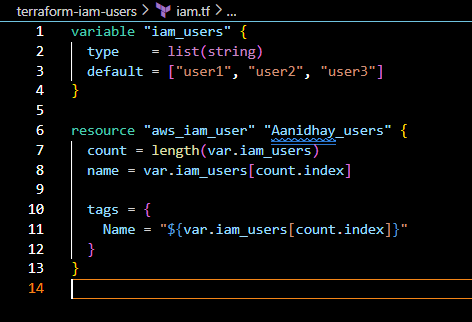 terraform-iam-users > iam.tf > ...
1 variable "iam_users" {
2   type    = list(string)
3   default = ["user1", "user2", "user3"]
4 }
5
6 resource "aws_iam_user" "Aanidhay_users" {
7   count = length(var.iam_users)
8   name = var.iam_users[count.index]
9
10   tags = {
11     Name = "${var.iam_users[count.index]}"
12   }
13 }
14